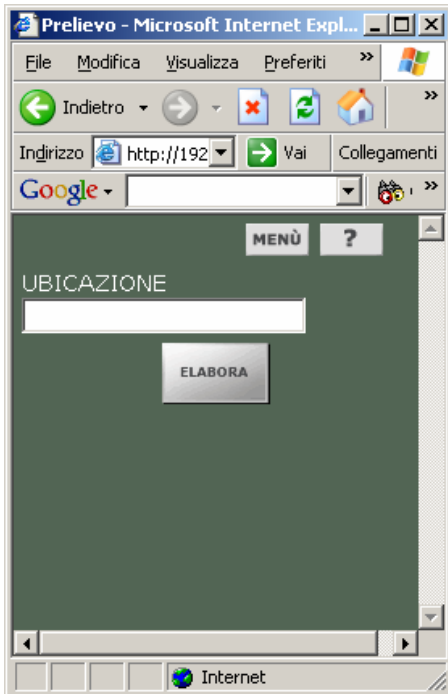 Prelievo - Microsoft Internet Expl...
File Modifica Visualizza Preferiti »
Indietro »
Indirizzo http://192 Vai Collegamenti
Google »
MENÙ ?
UBICAZIONE
ELABORA
Internet